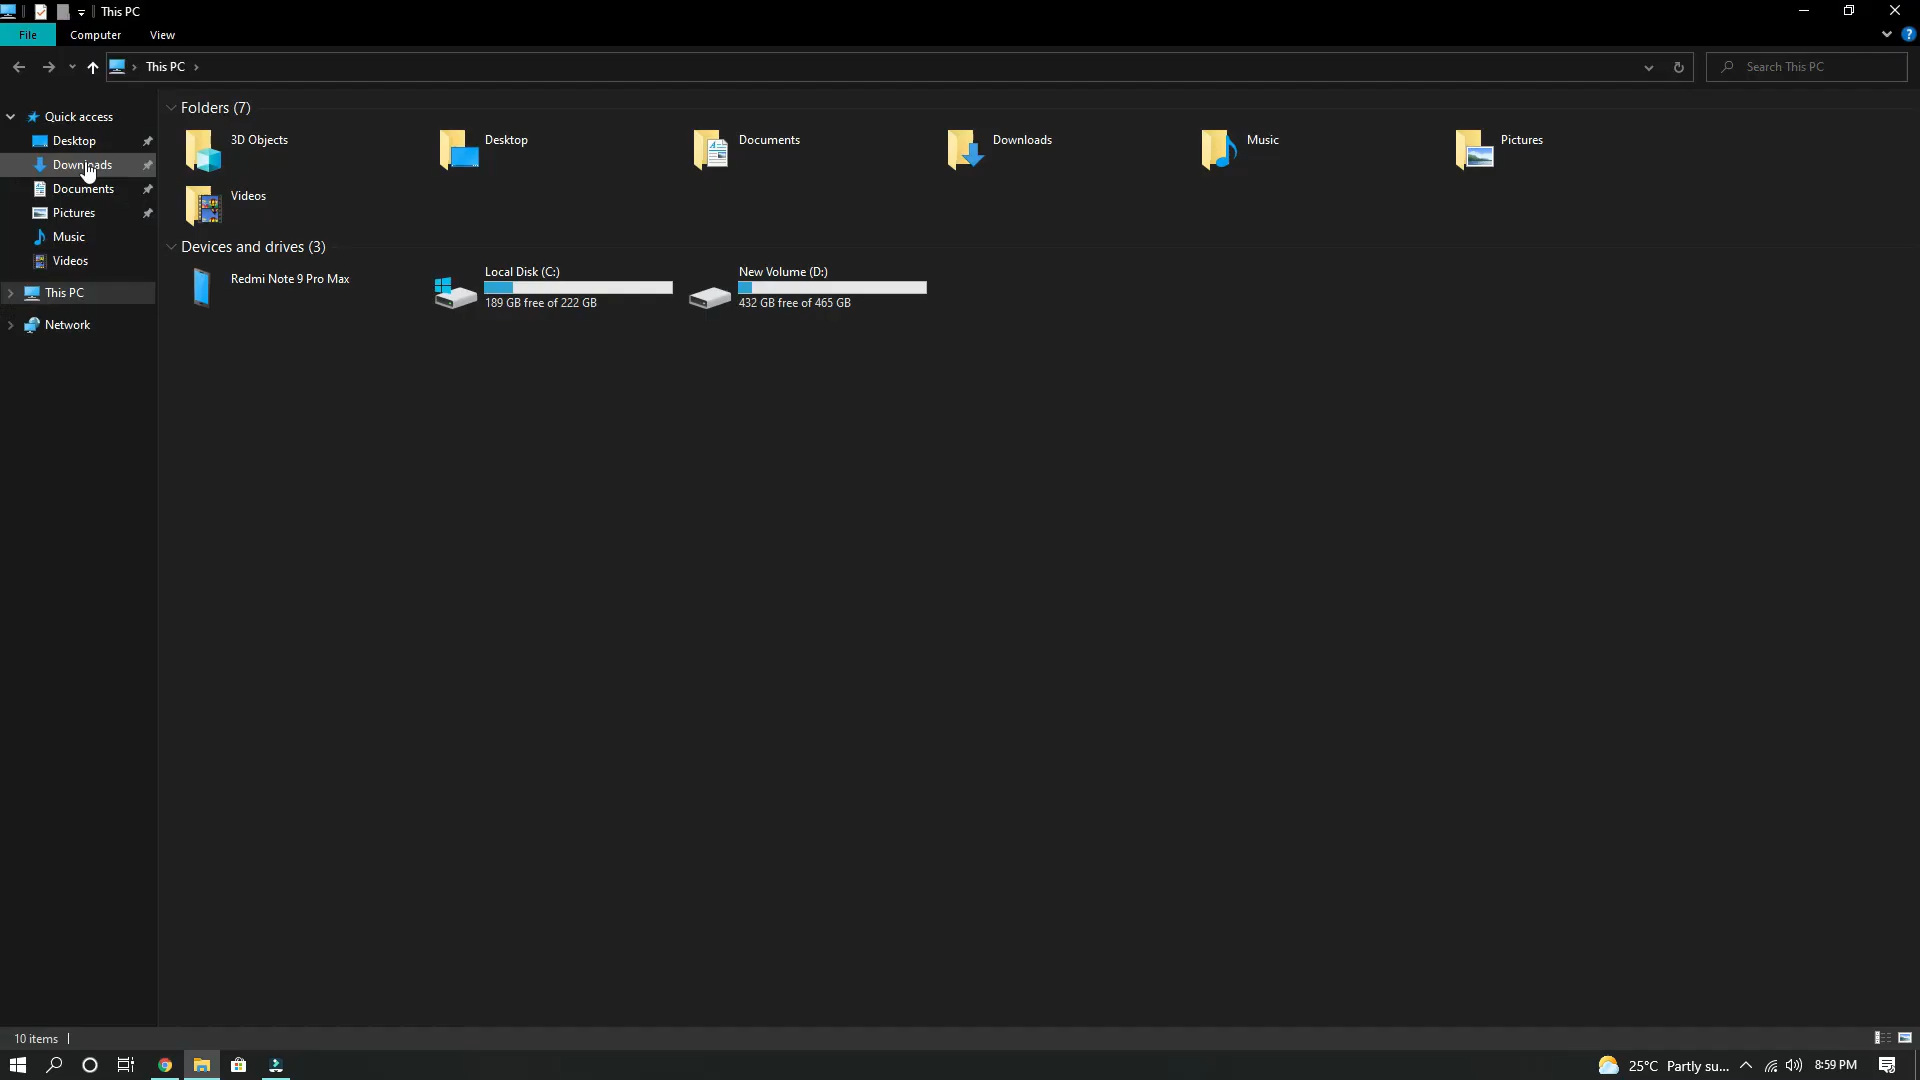 This PC
File Computer View
This PC
Search This PC
Quick access
Desktop
Downloads
Documents
Pictures
Music
Videos
This PC
Network
Folders (7)
3D Objects
Desktop
Documents
Downloads
Music
Pictures
Videos
Devices and drives (3)
Redmi Note 9 Pro Max
Local Disk (C:)
189 GB free of 222 GB
New Volume (D:)
432 GB free of 465 GB
10 items
25°C Partly su... 8:59 PM